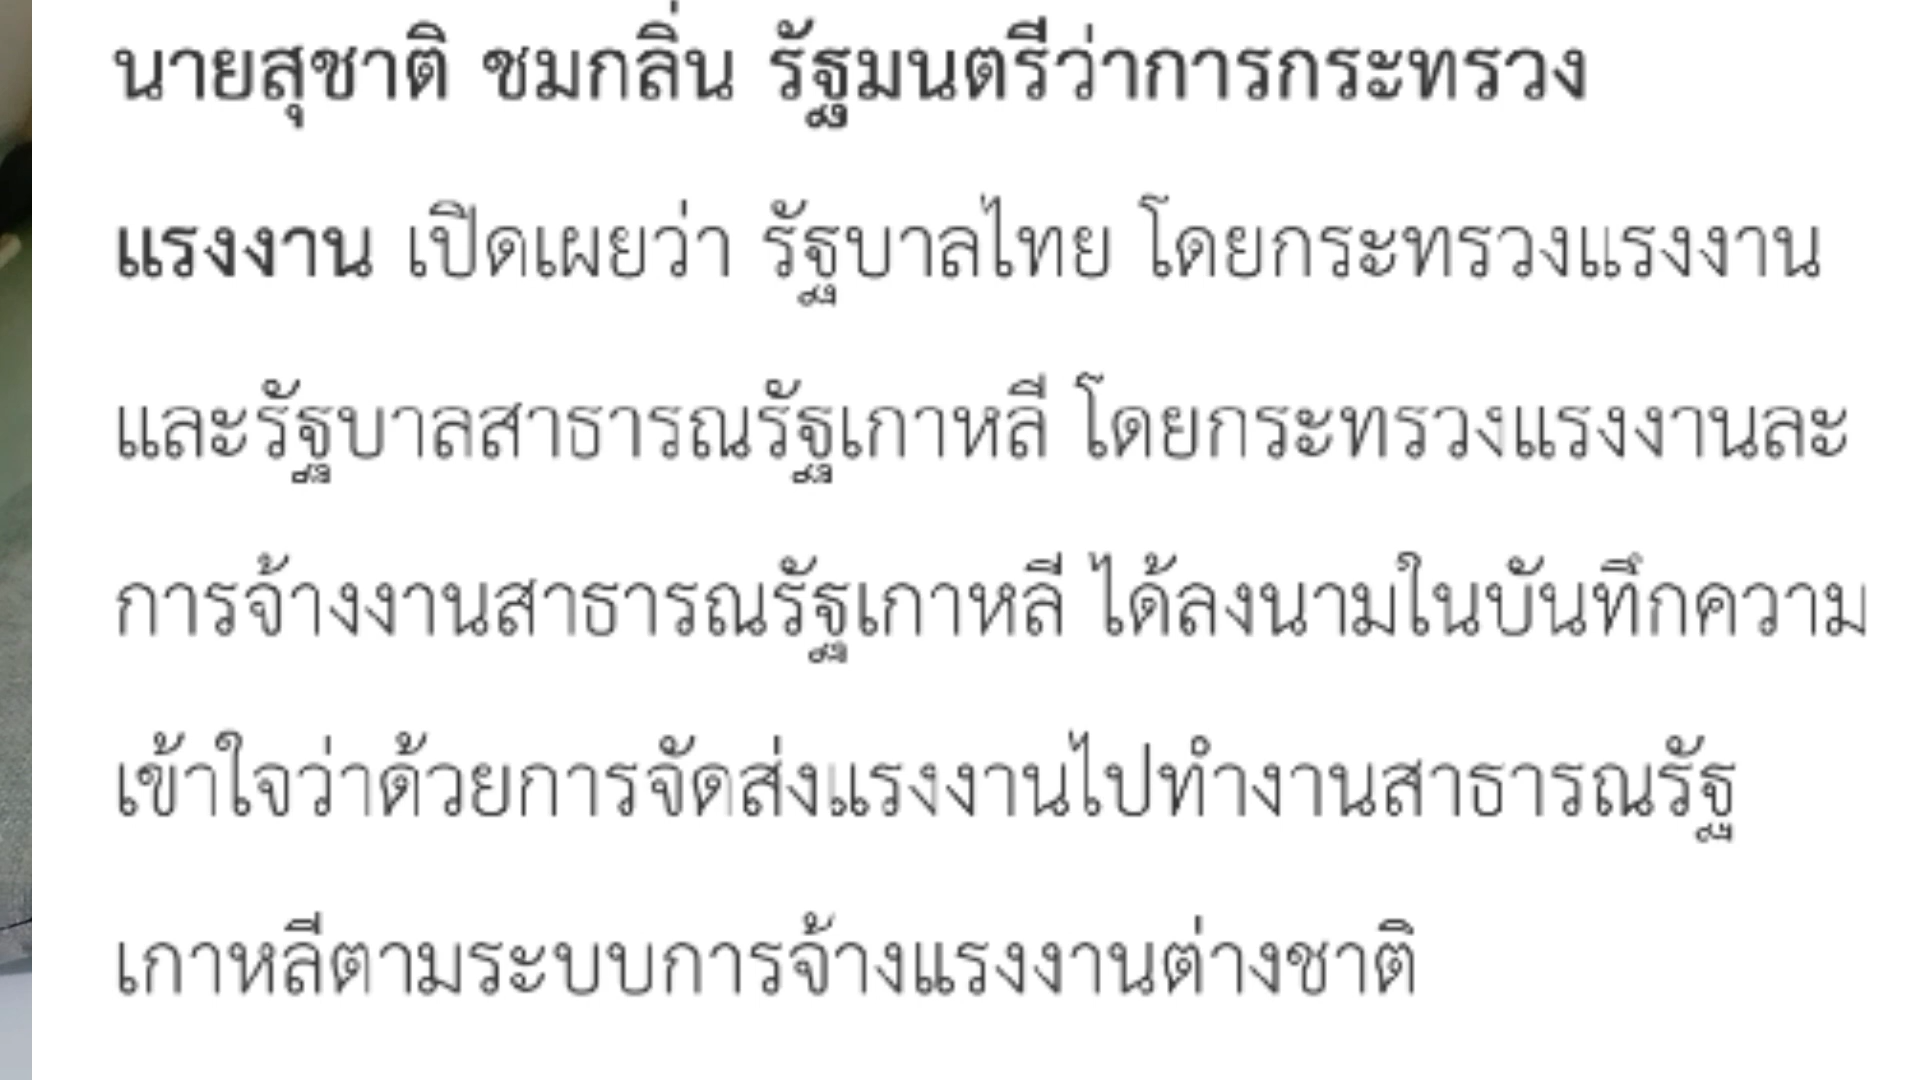 นายสุชาติ ชมกลิ่น รัฐมนตรีว่าการกระทรวง
แรงงาน เปิดเผยว่า รัฐบาลไทย โดยกระทรวงแรงงาน
และรัฐบาลสาธารณรัฐเกาหลี โดยกระทรวงแรงงานละ
การจ้างงานสาธารณรัฐเกาหลี ได้ลงนามในบันทึกความ
เข้าใจว่าด้วยการจัดส่งแรงงานไปทำงานสาธารณรัฐ
เกาหลีตามระบบการจ้างแรงงานต่างชาติ